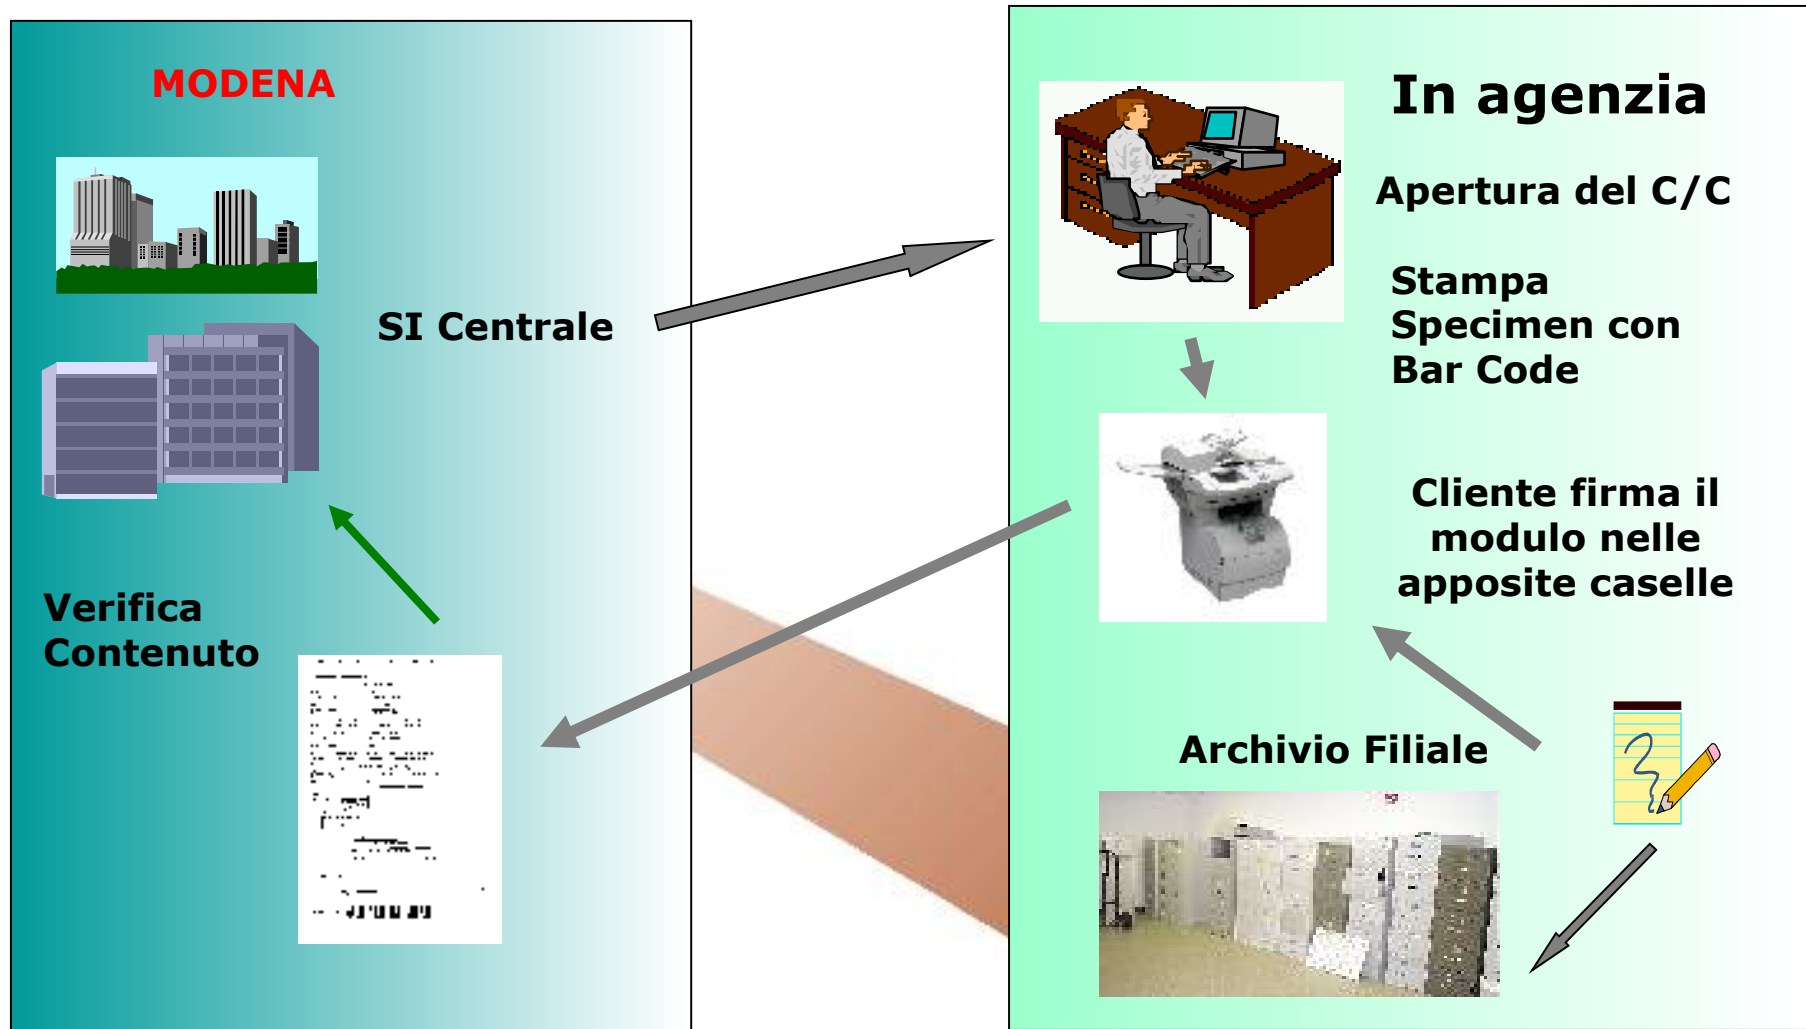 MODENA
SI Centrale
Verifica
Contenuto
In agenzia
Apertura del C/C
Stampa
Specimen con
Bar Code
Cliente firma il
modulo nelle
apposite caselle
Archivio Filiale